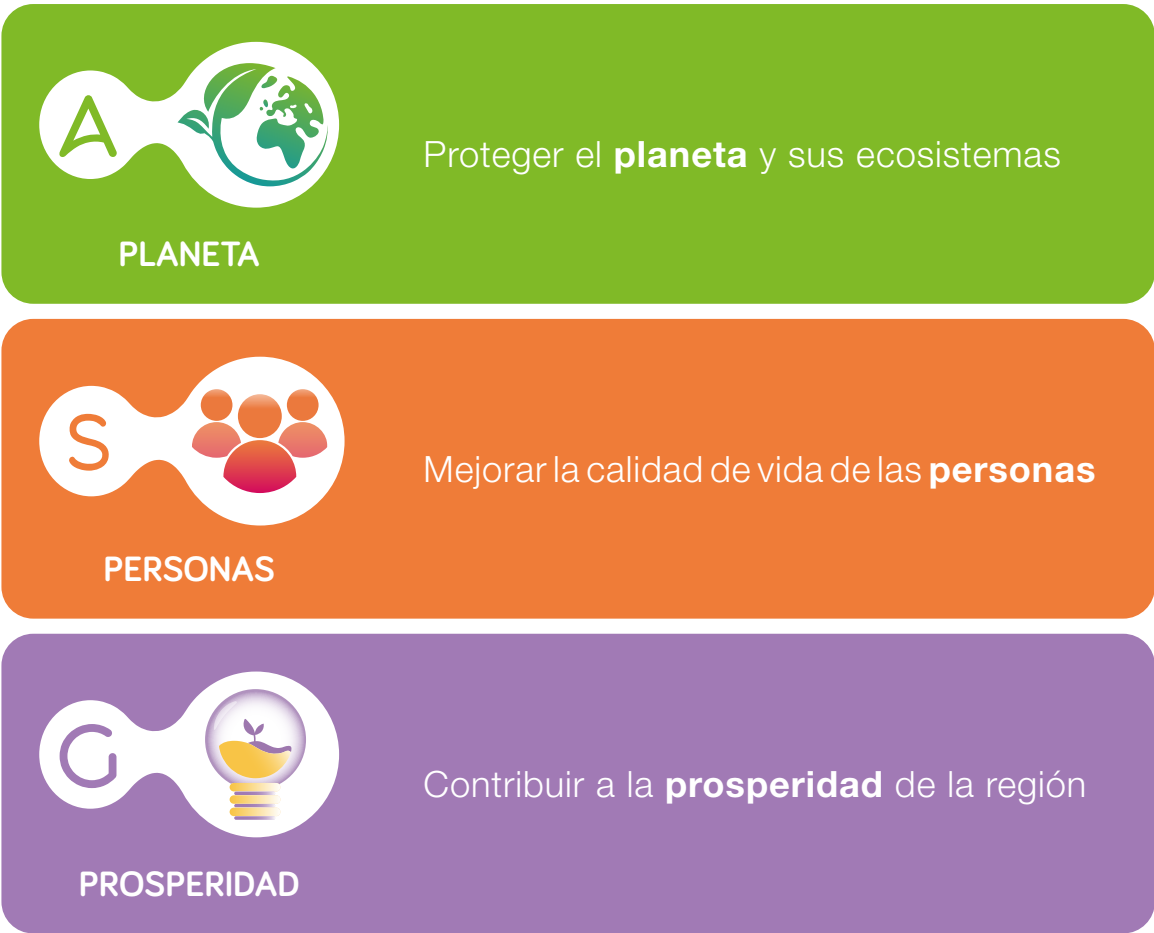 A
PLANETA
Proteger el planeta y sus ecosistemas
S
PERSONAS
Mejorar la calidad de vida de las personas
G
PROSPERIDAD
Contribuir a la prosperidad de la región